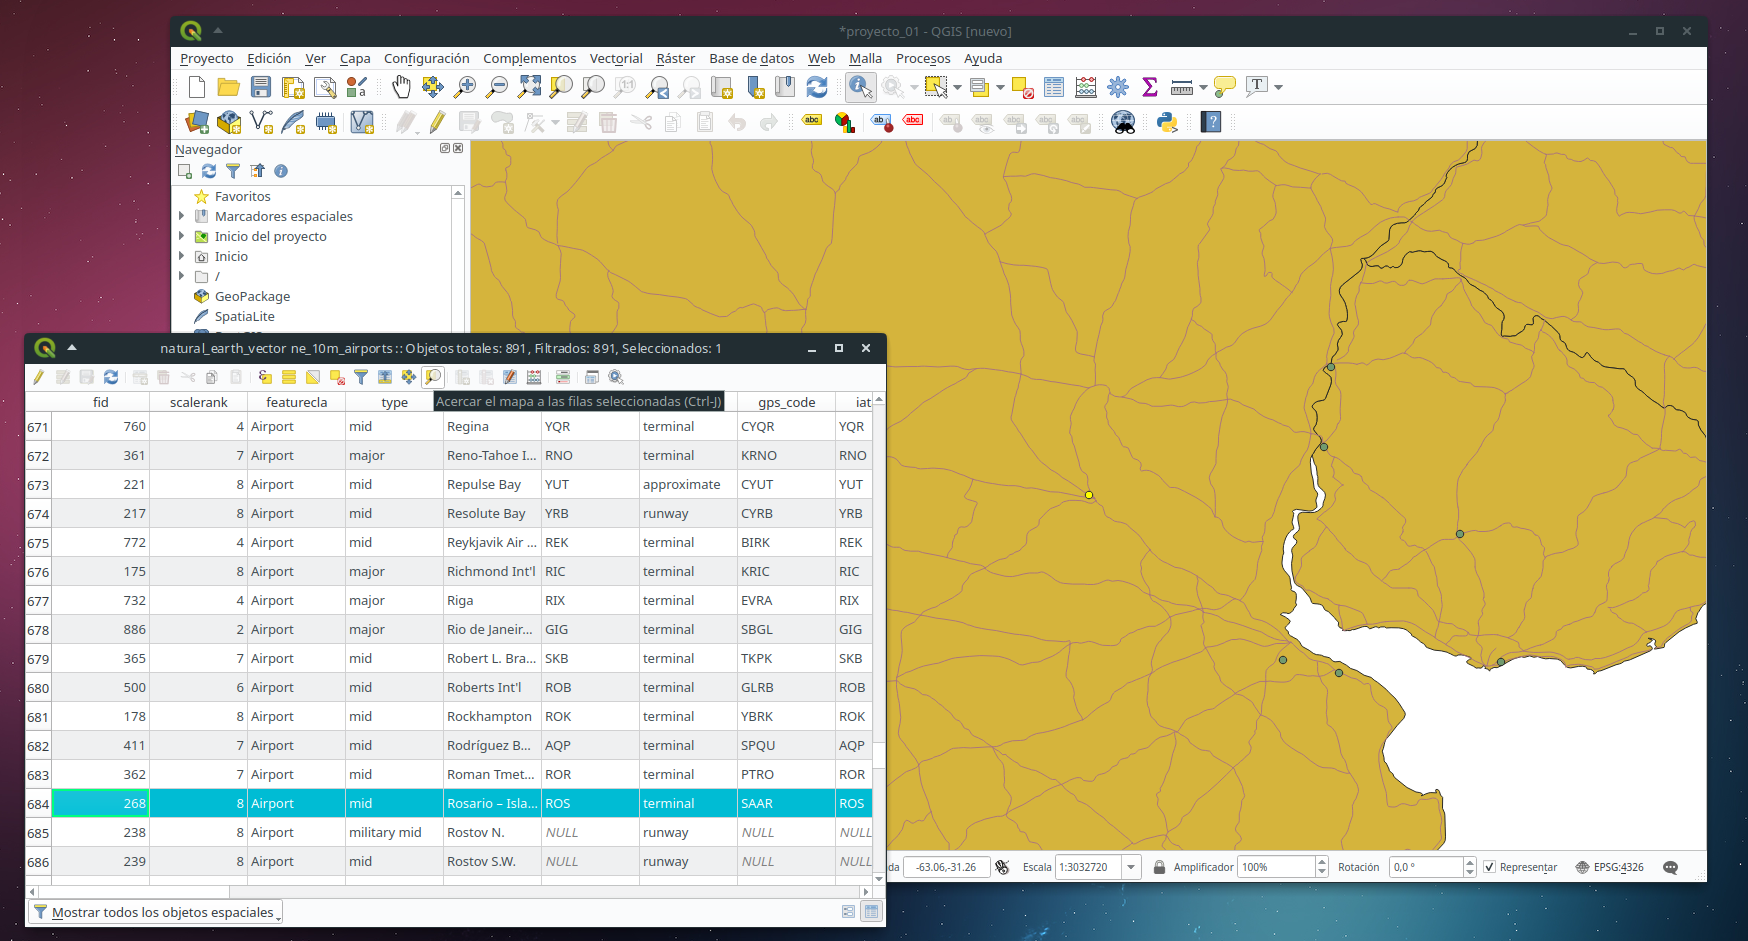 *proyecto_01 - QGIS [nuevo]
Proyecto Edición Ver Capa Configuración Complementos Vectorial Ráster Base de datos Web Malla Procesos Ayuda
Navegador
Favoritos
Marcadores espaciales
Inicio del proyecto
Inicio
/
GeoPackage
SpatiaLite
natural_earth_vector ne_10m_airports :: Objetos totales: 891, Filtrados: 891, Seleccionados: 1
fid scalerank featurecla type gps_code iat
Acercar el mapa a las filas seleccionadas (Ctrl-J)
671 760 4 Airport mid Regina YQR terminal CYQR YQR
672 361 7 Airport major Reno-Tahoe I... RNO terminal KRNO RNO
673 221 8 Airport mid Repulse Bay YUT approximate CYUT YUT
674 217 8 Airport mid Resolute Bay YRB runway CYRB YRB
675 772 4 Airport mid Reykjavik Air ... REK terminal BIRK REK
676 175 8 Airport major Richmond Int'l RIC terminal KRIC RIC
677 732 4 Airport major Riga RIX terminal EVRA RIX
678 886 2 Airport major Rio de Janeir... GIG terminal SBGL GIG
679 365 7 Airport mid Robert L. Bra... SKB terminal TKPK SKB
680 500 6 Airport mid Roberts Int'l ROB terminal GLRB ROB
681 178 8 Airport mid Rockhampton ROK terminal YBRK ROK
682 411 7 Airport mid Rodríguez B... AQP terminal SPQU AQP
683 362 7 Airport mid Roman Tmet... ROR terminal PTRO ROR
684 268 8 Airport mid Rosario – Isla... ROS terminal SAAR ROS
685 238 8 Airport military mid Rostov N. NULL runway NULL NULL
686 239 8 Airport mid Rostov S.W. NULL runway NULL NULL
Mostrar todos los objetos espaciales
da -63.06,-31.26 Escala 1:3032720 Amplificador 100% Rotación 0,0 ° Representar EPSG:4326